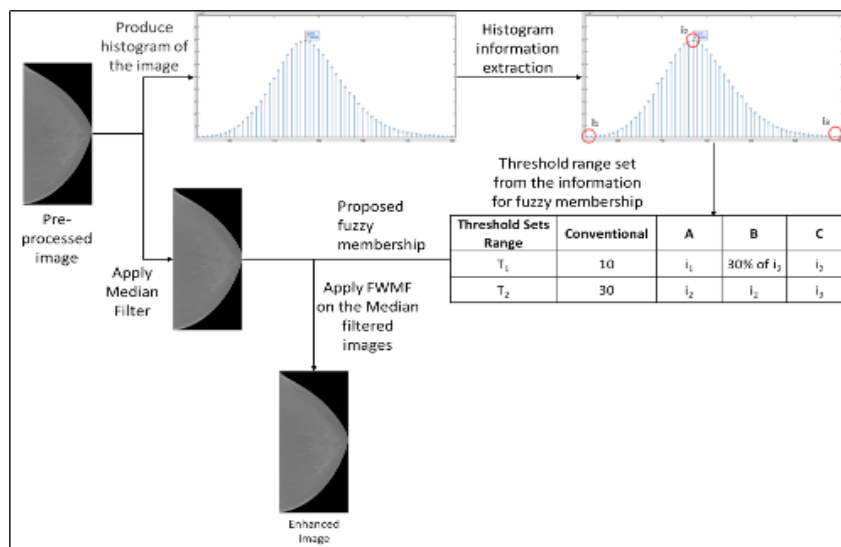 Produce
histogram of
the image
Histogram
information
extraction
i₂
i₁
i₃
Pre-
processed
image
Apply
Median
Filter
Proposed
fuzzy
membership
Apply FWMF
on the Median
filtered
images
Threshold range set
from the information
for fuzzy membership
Threshold Sets Range Conventional A B C
T₁ 10 i₁ 30% of i₂ i₂
T₂ 30 i₂ i₂ i₃
Enhanced
Image